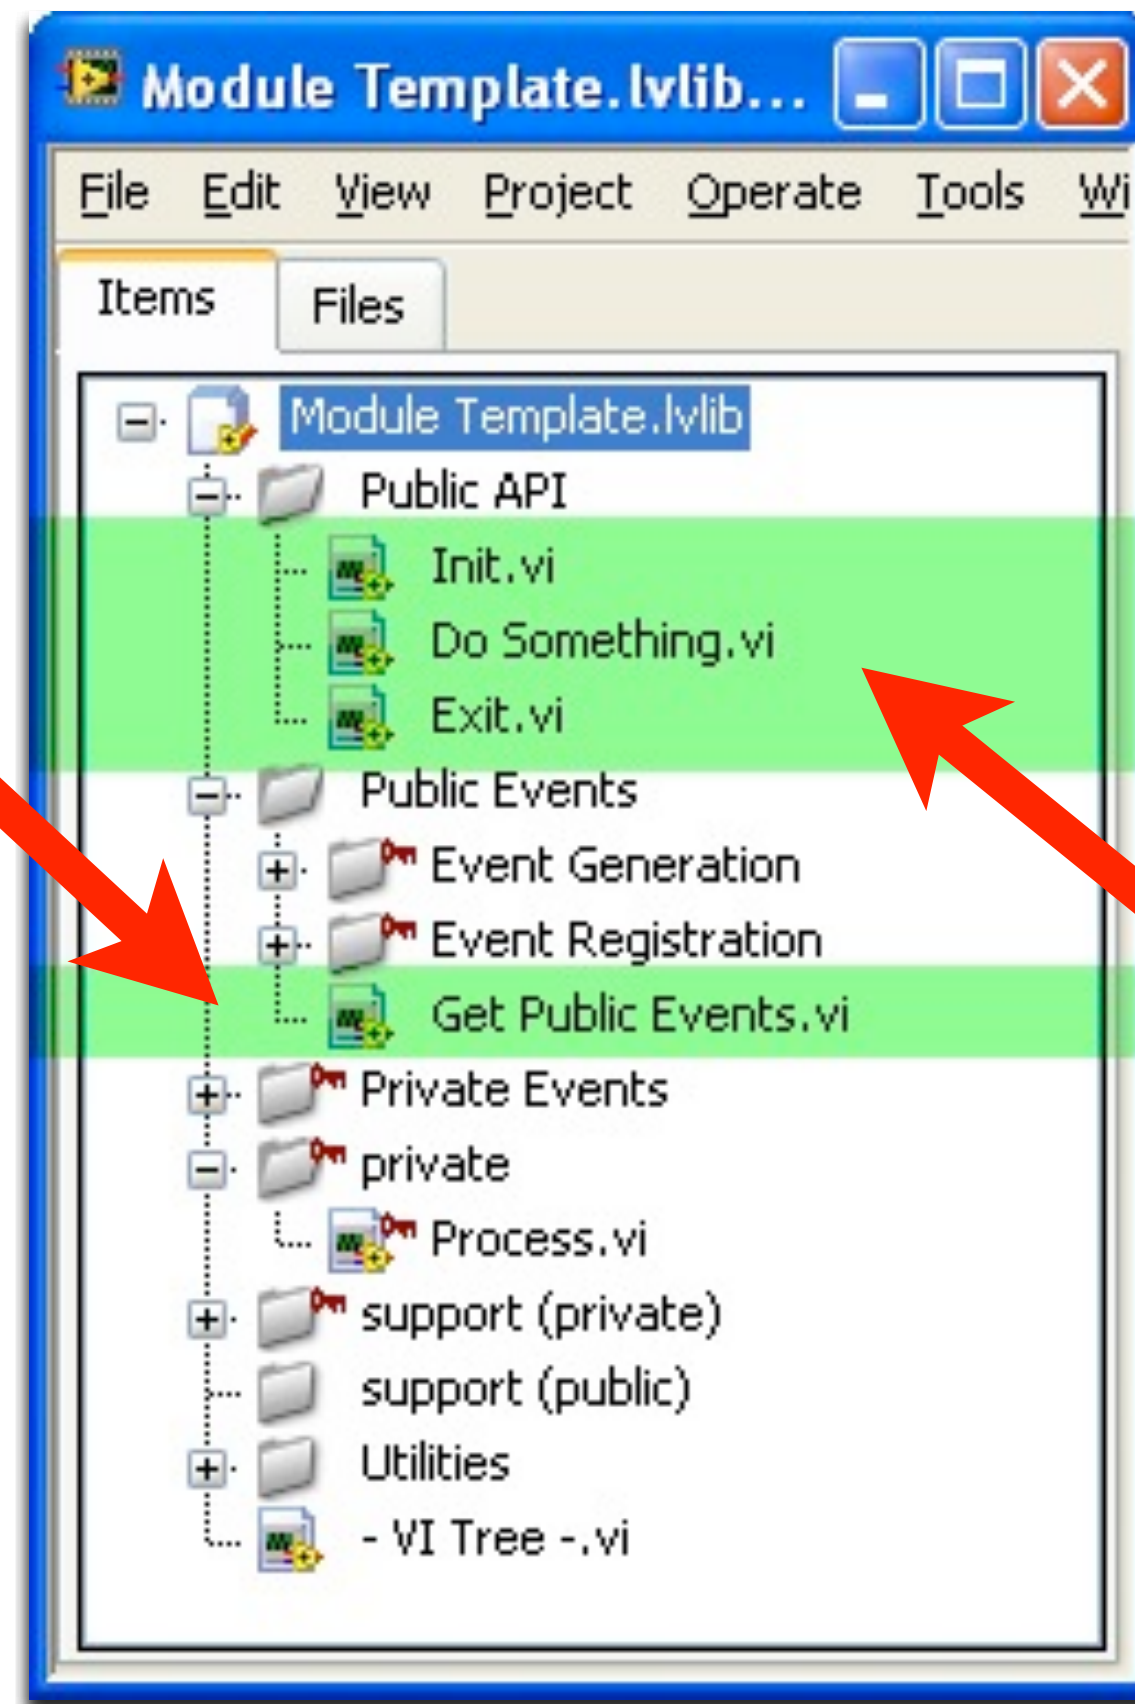 Module Template.lvlib...
File Edit View Project Operate Tools Wi
Items Files
Module Template.lvlib
Public API
Init.vi
Do Something.vi
Exit.vi
Public Events
Event Generation
Event Registration
Get Public Events.vi
Private Events
private
Process.vi
support (private)
support (public)
Utilities
- VI Tree -.vi